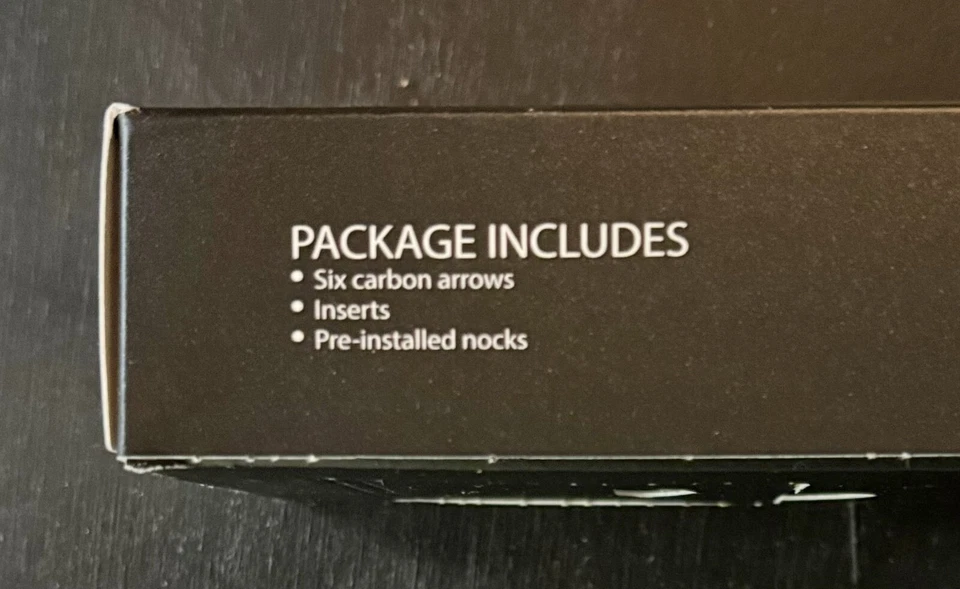 PACKAGE INCLUDES
• Six carbon arrows
• Inserts
• Pre-installed nocks